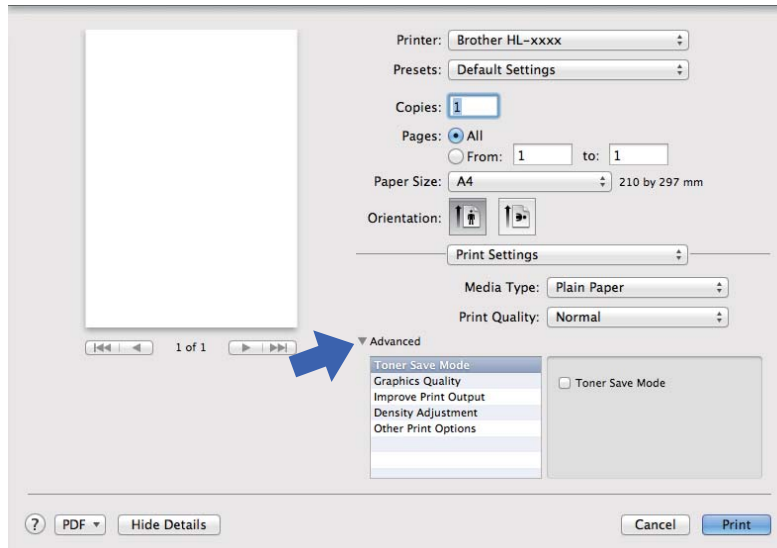 Printer: Brother HL-xxxx
Presets: Default Settings
Copies: 1
Pages: All
From: 1 to: 1
Paper Size: A4 210 by 297 mm
Orientation:
Print Settings
Media Type: Plain Paper
Print Quality: Normal
1 of 1
Advanced
Toner Save Mode
Graphics Quality
Improve Print Output
Density Adjustment
Other Print Options
Toner Save Mode
? PDF Hide Details Cancel Print